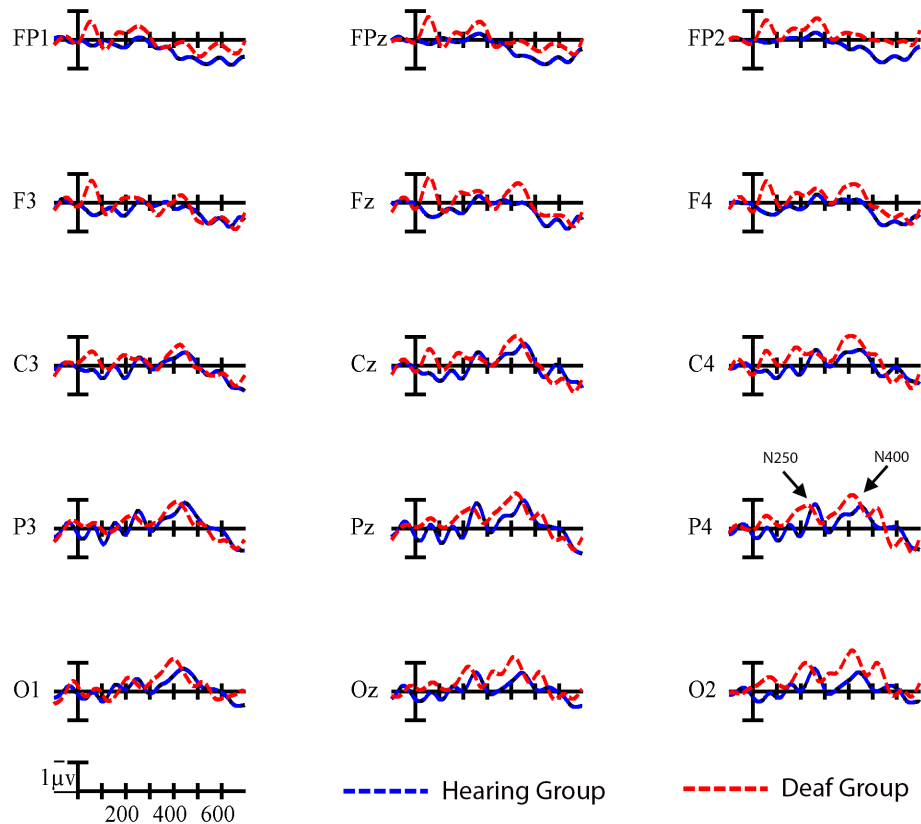 FP1 FPz FP2
F3 Fz F4
C3 Cz C4
N250 N400
P3 Pz P4
O1 Oz O2
1μv
200 400 600
Hearing Group Deaf Group